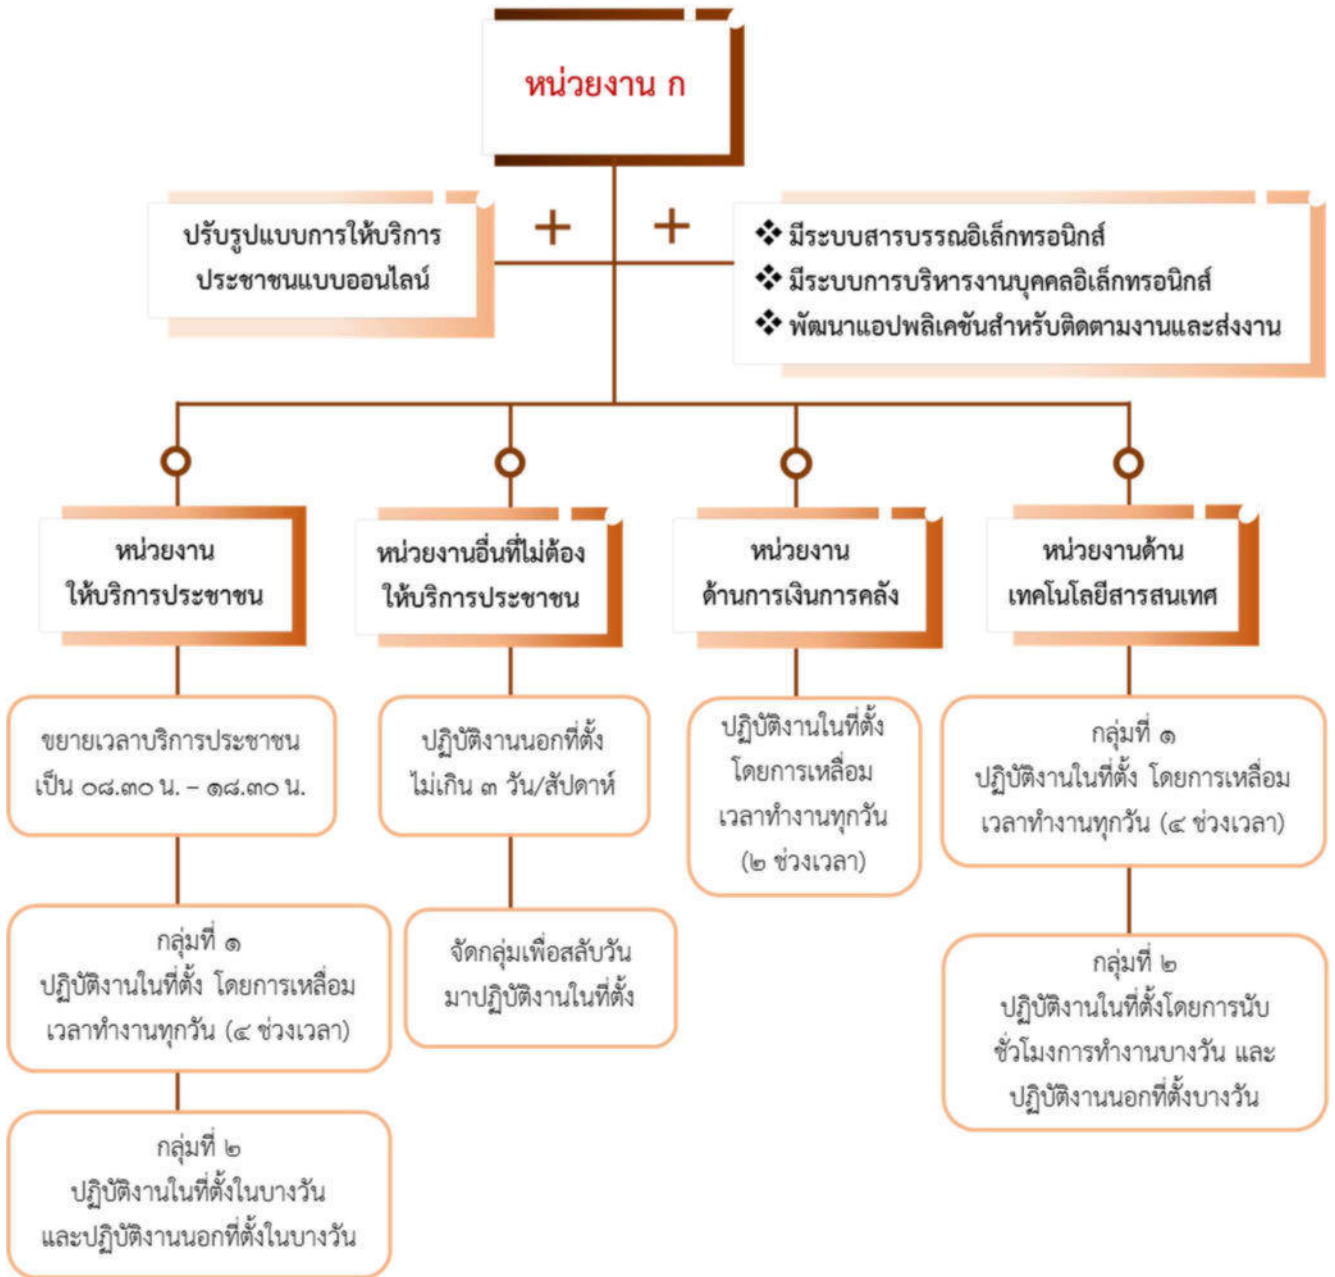 หน่วยงาน ก
ปรับรูปแบบการให้บริการ
ประชาชนแบบออนไลน์
❖ มีระบบสารบรรณอิเล็กทรอนิกส์
❖ มีระบบการบริหารงานบุคคลอิเล็กทรอนิกส์
❖ พัฒนาแอปพลิเคชันสำหรับติดตามงานและส่งงาน
หน่วยงาน
ให้บริการประชาชน
ขยายเวลาบริการประชาชน
เป็น ๐๘.๓๐ น. – ๑๘.๓๐ น.
กลุ่มที่ ๑
ปฏิบัติงานในที่ตั้ง โดยการเหลื่อม
เวลาทำงานทุกวัน (๔ ช่วงเวลา)
กลุ่มที่ ๒
ปฏิบัติงานในที่ตั้งในบางวัน
และปฏิบัติงานนอกที่ตั้งในบางวัน
หน่วยงานอื่นที่ไม่ต้อง
ให้บริการประชาชน
ปฏิบัติงานนอกที่ตั้ง
ไม่เกิน ๓ วัน/สัปดาห์
จัดกลุ่มเพื่อสลับวัน
มาปฏิบัติงานในที่ตั้ง
หน่วยงาน
ด้านการเงินการคลัง
ปฏิบัติงานในที่ตั้ง
โดยการเหลื่อม
เวลาทำงานทุกวัน
(๒ ช่วงเวลา)
หน่วยงานด้าน
เทคโนโลยีสารสนเทศ
กลุ่มที่ ๑
ปฏิบัติงานในที่ตั้ง โดยการเหลื่อม
เวลาทำงานทุกวัน (๔ ช่วงเวลา)
กลุ่มที่ ๒
ปฏิบัติงานในที่ตั้งโดยการนับ
ชั่วโมงการทำงานบางวัน และ
ปฏิบัติงานนอกที่ตั้งบางวัน